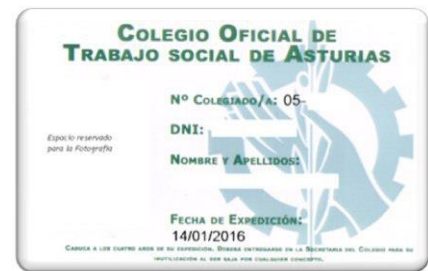 COLEGIO OFICIAL DE
TRABAJO SOCIAL DE ASTURIAS
Nº COLEGIADO/A: 05-
DNI:
Espacio reservado
para la Fotografía
NOMBRE Y APELLIDOS:
FECHA DE EXPEDICIÓN:
14/01/2016
CADUCA A LOS CUATRO AÑOS DE SU EXPEDICIÓN. DEBERÁ ENTREGARSE EN LA SECRETARIA DEL COLEGIO PARA SU
INUTILIZACIÓN AL SER BAJA POR CUALQUIER CONCEPTO.